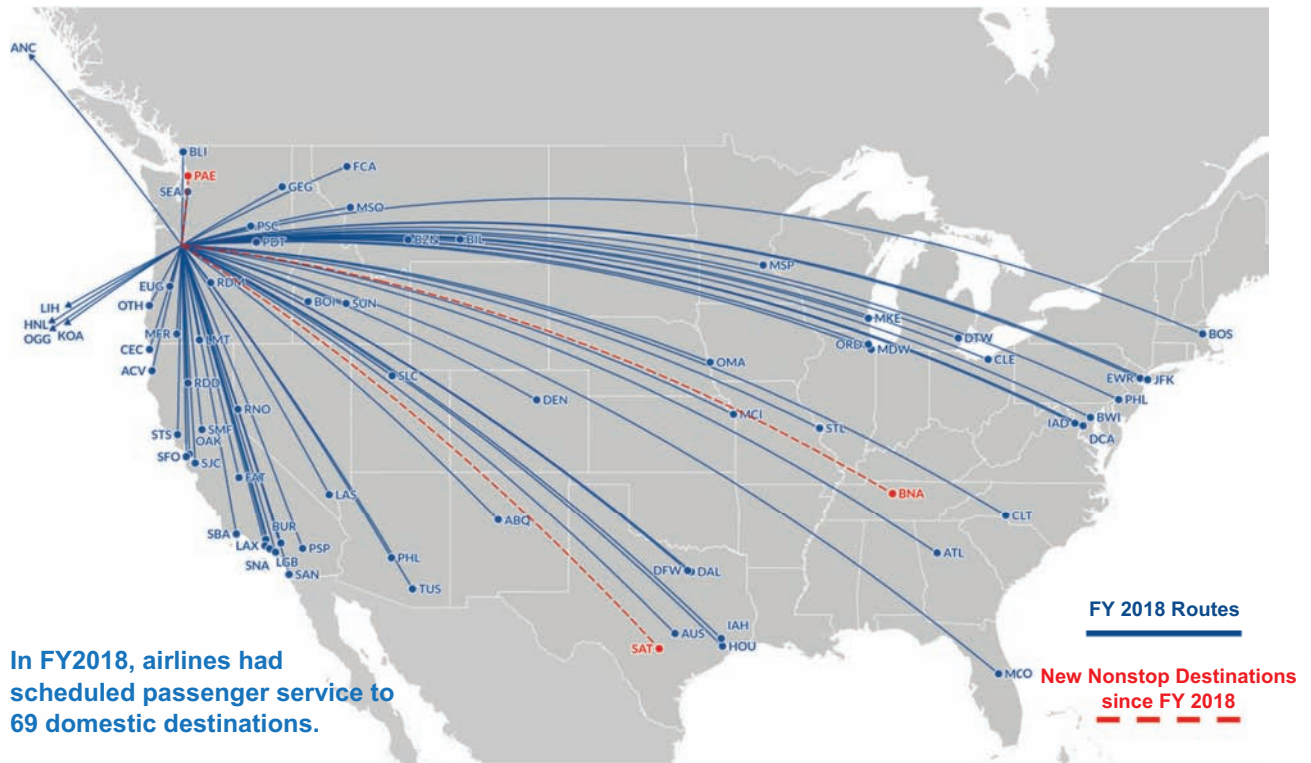 ANC
BLI
PAE
SEA
FCA
GEG
MSO
PSC
PDT
BZN
BIL
MSP
EUG
RDM
LIH
OTH
BOI
SUN
HNL
KOA
OGG
MFR
LMT
MKE
DTW
BOS
CEC
ORD
MDW
CLE
ACV
OMA
RDD
SLC
EWR
JFK
DEN
PHL
RNO
MCI
BWI
IAD
DCA
STS
SMF
OAK
STL
SFO
SJC
FAT
LAS
BNA
ABQ
CLT
SBA
BUR
LAX
PSP
SNA
LGB
SAN
PHL
TUS
ATL
DFW
DAL
IAH
AUS
HOU
SAT
MCO
FY 2018 Routes
New Nonstop Destinations
since FY 2018
In FY2018, airlines had
scheduled passenger service to
69 domestic destinations.